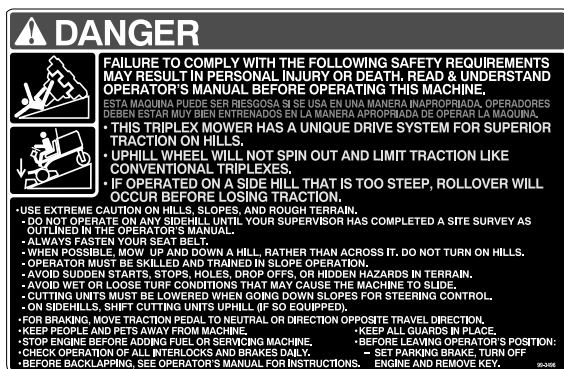 DANGER
FAILURE TO COMPLY WITH THE FOLLOWING SAFETY REQUIREMENTS
MAY RESULT IN PERSONAL INJURY OR DEATH. READ & UNDERSTAND
OPERATOR'S MANUAL BEFORE OPERATING THIS MACHINE.
ESTA MAQUINA PUEDE SER RIESGOSA SI SE USA EN UNA MANERA INAPROPRIADA. OPERADORES
DEBEN ESTAR MUY BIEN ENTRENADOS EN LA MANERA APROPRIADA DE OPERAR LA MAQUINA.
• THIS TRIPLEX MOWER HAS A UNIQUE DRIVE SYSTEM FOR SUPERIOR
TRACTION ON HILLS.
• UPHILL WHEEL WILL NOT SPIN OUT AND LIMIT TRACTION LIKE
CONVENTIONAL TRIPLEXES.
• IF OPERATED ON A SIDE HILL THAT IS TOO STEEP, ROLLOVER WILL
OCCUR BEFORE LOSING TRACTION.
•USE EXTREME CAUTION ON HILLS, SLOPES, AND ROUGH TERRAIN.
- DO NOT OPERATE ON ANY SIDEHILL UNTIL YOUR SUPERVISOR HAS COMPLETED A SITE SURVEY AS
OUTLINED IN THE OPERATOR'S MANUAL.
- ALWAYS FASTEN YOUR SEAT BELT.
- WHEN POSSIBLE, MOW UP AND DOWN A HILL, RATHER THAN ACROSS IT. DO NOT TURN ON HILLS.
- OPERATOR MUST BE SKILLED AND TRAINED IN SLOPE OPERATION.
- AVOID SUDDEN STARTS, STOPS, HOLES, DROP OFFS, OR HIDDEN HAZARDS IN TERRAIN.
- AVOID WET OR LOOSE TURF CONDITIONS THAT MAY CAUSE THE MACHINE TO SLIDE.
- CUTTING UNITS MUST BE LOWERED WHEN GOING DOWN SLOPES FOR STEERING CONTROL.
- ON SIDEHILLS, SHIFT CUTTING UNITS UPHILL (IF SO EQUIPPED).
•FOR BRAKING, MOVE TRACTION PEDAL TO NEUTRAL OR DIRECTION OPPOSITE TRAVEL DIRECTION.
•KEEP PEOPLE AND PETS AWAY FROM MACHINE.
•STOP ENGINE BEFORE ADDING FUEL OR SERVICING MACHINE.
•CHECK OPERATION OF ALL INTERLOCKS AND BRAKES DAILY.
•BEFORE BACKLAPPING, SEE OPERATOR'S MANUAL FOR INSTRUCTIONS.
•KEEP ALL GUARDS IN PLACE.
•BEFORE LEAVING OPERATOR'S POSITION:
– SET PARKING BRAKE, TURN OFF
ENGINE AND REMOVE KEY.
99-3496